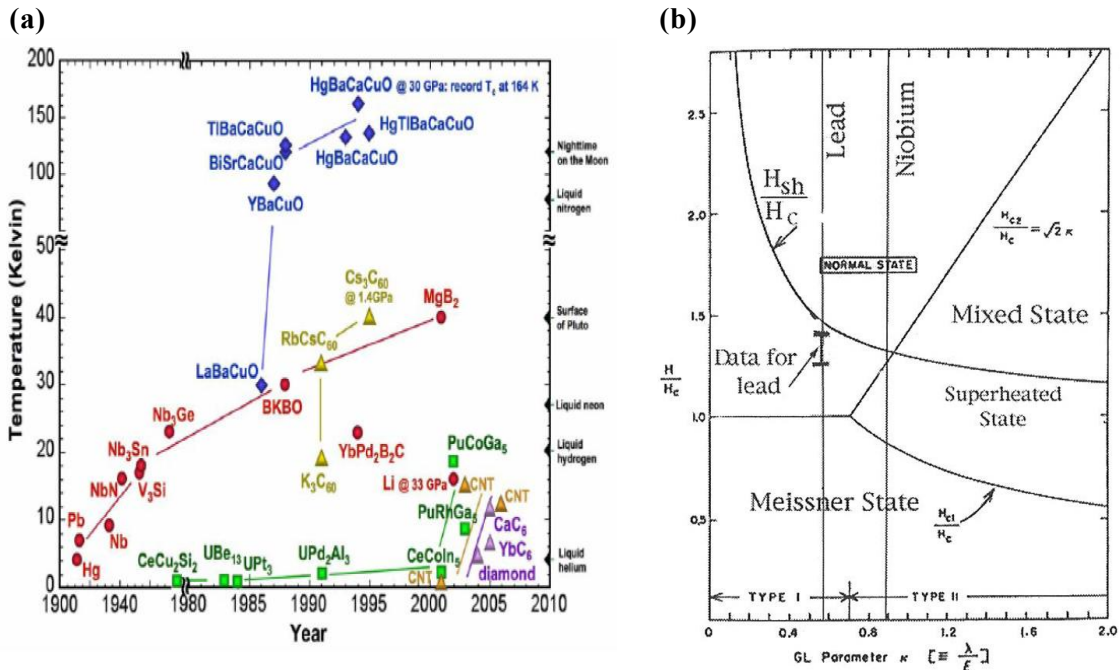 (a)
200
150
100
50
40
30
20
10
0
Temperature (Kelvin)
1900
1940
1980
1985
1990
1995
2000
2005
2010
Year
HgBaCaCuO @ 30 GPa: record Tc at 164 K
TlBaCaCuO
HgTlBaCaCuO
BiSrCaCuO
HgBaCaCuO
YBaCuO
Cs3C60
@ 1.4GPa
MgB2
RbCsC60
LaBaCuO
BKBO
Nb3Ge
YbPd2B2C
Nb3Sn
PuCoGa5
NbN
V3Si
K3C60
Li @ 33 GPa
CNT
CNT
Pb
Nb
PuRhGa5
CaC6
Hg
CeCu2Si2
UBe13
UPt3
UPd2Al3
CeCoIn5
YbC6
CNT
diamond
Nighttime
on the Moon
Liquid
nitrogen
Surface
of Pluto
Liquid neon
Liquid
hydrogen
Liquid
helium
(b)
2.5
2.0
1.5
1.0
0.5
H
Hc
Lead
Niobium
Hsh
Hc
Hc2
Hc
=√2 κ
NORMAL STATE
Mixed State
Data for
lead
Superheated
State
Meissner State
Hc1
Hc
TYPE I
TYPE II
0
0.4
0.8
1.2
1.6
2.0
GL Parameter κ [≡ λ/ξ]